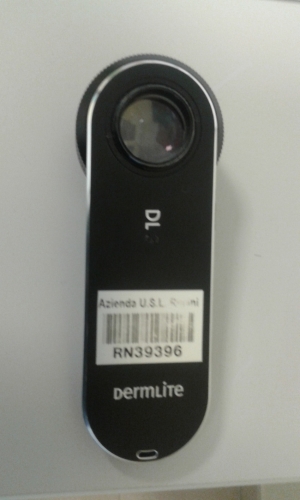 DL
Azienda U.S.L.
RN39396
DERMLITE